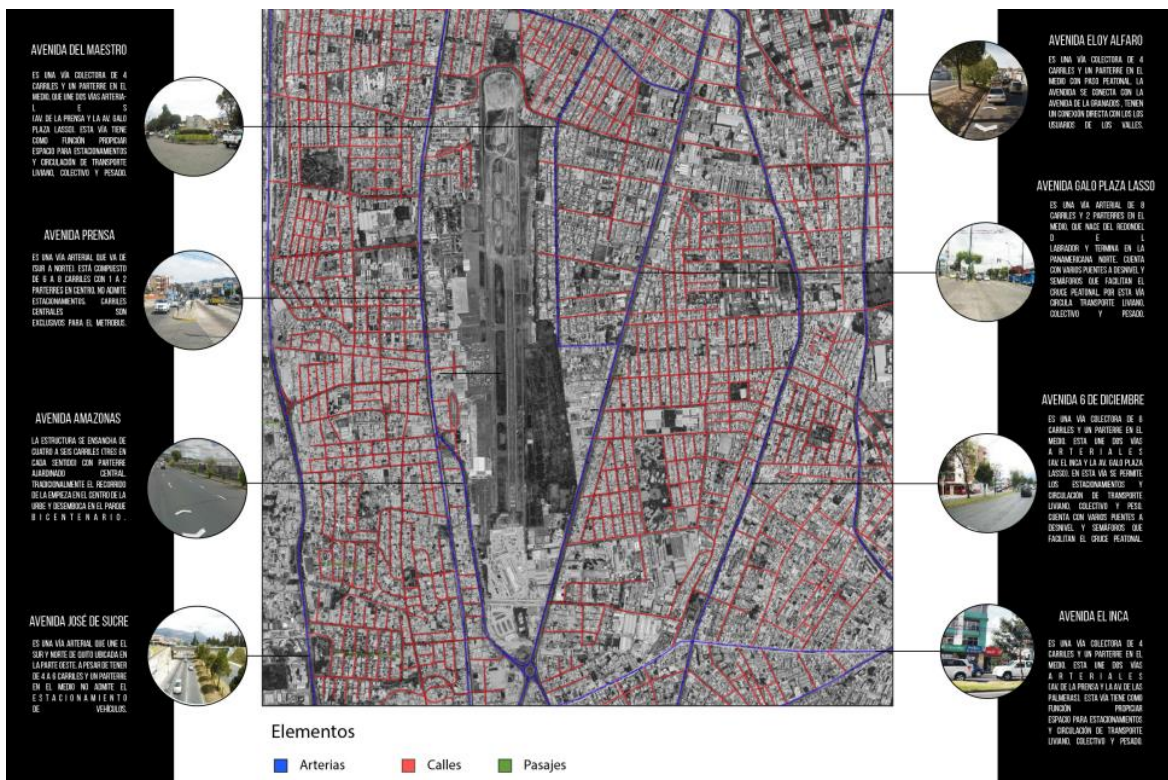 AVENIDA DEL MAESTRO
ES UNA VÍA COLECTORA DE 4
CARRILES Y UN PARTERRE EN EL
MEDIO, QUE UNE DOS VÍAS ARTERIA-
L E S
(AV. DE LA PRENSA Y LA AV. GALO
PLAZA LASSO). ESTA VÍA TIENE
COMO FUNCIÓN PROPICIAR
ESPACIO PARA ESTACIONAMIENTOS
Y CIRCULACIÓN DE TRANSPORTE
LIVIANO, COLECTIVO Y PESADO.
AVENIDA PRENSA
ES UNA VÍA ARTERIAL QUE VA DE
(SUR A NORTE). ESTÁ COMPUESTO
DE 6 A 8 CARRILES CON 1 A 2
PARTERRES EN CENTRO, NO ADMITE
ESTACIONAMIENTOS. CARRILES
CENTRALES SON
EXCLUSIVOS PARA EL METROBUS.
AVENIDA AMAZONAS
LA ESTRUCTURA SE ENSANCHA DE
CUATRO A SEIS CARRILES (TRES EN
CADA SENTIDO) CON PARTERRE
AJARDINADO CENTRAL.
TRADICIONALMENTE EL RECORRIDO
DE LA EMPIEZA EN EL CENTRO DE LA
URBE Y DESEMBOCA EN EL PARQUE
B I C E N T E N A R I O .
AVENIDA JOSÉ DE SUCRE
ES UNA VÍA ARTERIAL QUE UNE EL
SUR Y NORTE DE QUITO UBICADA EN
LA PARTE OESTE, A PESAR DE TENER
DE 4 A 6 CARRILES Y UN PARTERRE
EN EL MEDIO NO ADMITE EL
E S T A C I O N A M I E N T O
DE VEHÍCULOS.
AVENIDA ELOY ALFARO
ES UNA VÍA COLECTORA DE 4
CARRILES Y UN PARTERRE EN EL
MEDIO CON PASO PEATONAL. LA
AVENDIDA SE CONECTA CON LA
AVENIDA DE LA GRANADOS , TENIEN
UN CONEXIÓN DIRECTA CON LOS LOS
USUARIOS DE LOS VALLES.
AVENIDA GALO PLAZA LASSO
ES UNA VÍA ARTERIAL DE 8
CARRILES Y 2 PARTERRES EN EL
MEDIO, QUE NACE DEL REDONDEL
D E L
LABRADOR Y TERMINA EN LA
PANAMERICANA NORTE. CUENTA
CON VARIOS PUENTES A DESNIVEL Y
SEMÁFOROS QUE FACILITAN EL
CRUCE PEATONAL. POR ESTA VÍA
CIRCULA TRANSPORTE LIVIANO,
COLECTIVO Y PESADO.
AVENIDA 6 DE DICIEMBRE
ES UNA VÍA COLECTORA DE 6
CARRILES Y UN PARTERRE EN EL
MEDIO. ESTA UNE DOS VÍAS
A R T E R I A L E S
(AV. EL INCA Y LA AV. GALO PLAZA
LASSO). EN ESTA VÍA SE PERMITE
LOS ESTACIONAMIENTOS Y
CIRCULACIÓN DE TRANSPORTE
LIVIANO, COLECTIVO Y PESO.
CUENTA CON VARIOS PUENTES A
DESNIVEL Y SEMÁFOROS QUE
FACILITAN EL CRUCE PEATONAL.
AVENIDA EL INCA
ES UNA VÍA COLECTORA DE 4
CARRILES Y UN PARTERRE EN EL
MEDIO. ESTA UNE DOS VÍAS
A R T E R I A L E S
(AV. DE LA PRENSA Y LA AV. DE LAS
PALMERAS). ESTA VÍA TIENE COMO
FUNCIÓN PROPICIAR
ESPACIO PARA ESTACIONAMIENTOS
Y CIRCULACIÓN DE TRANSPORTE
LIVIANO, COLECTIVO Y PESADO.
Elementos
Arterias
Calles
Pasajes